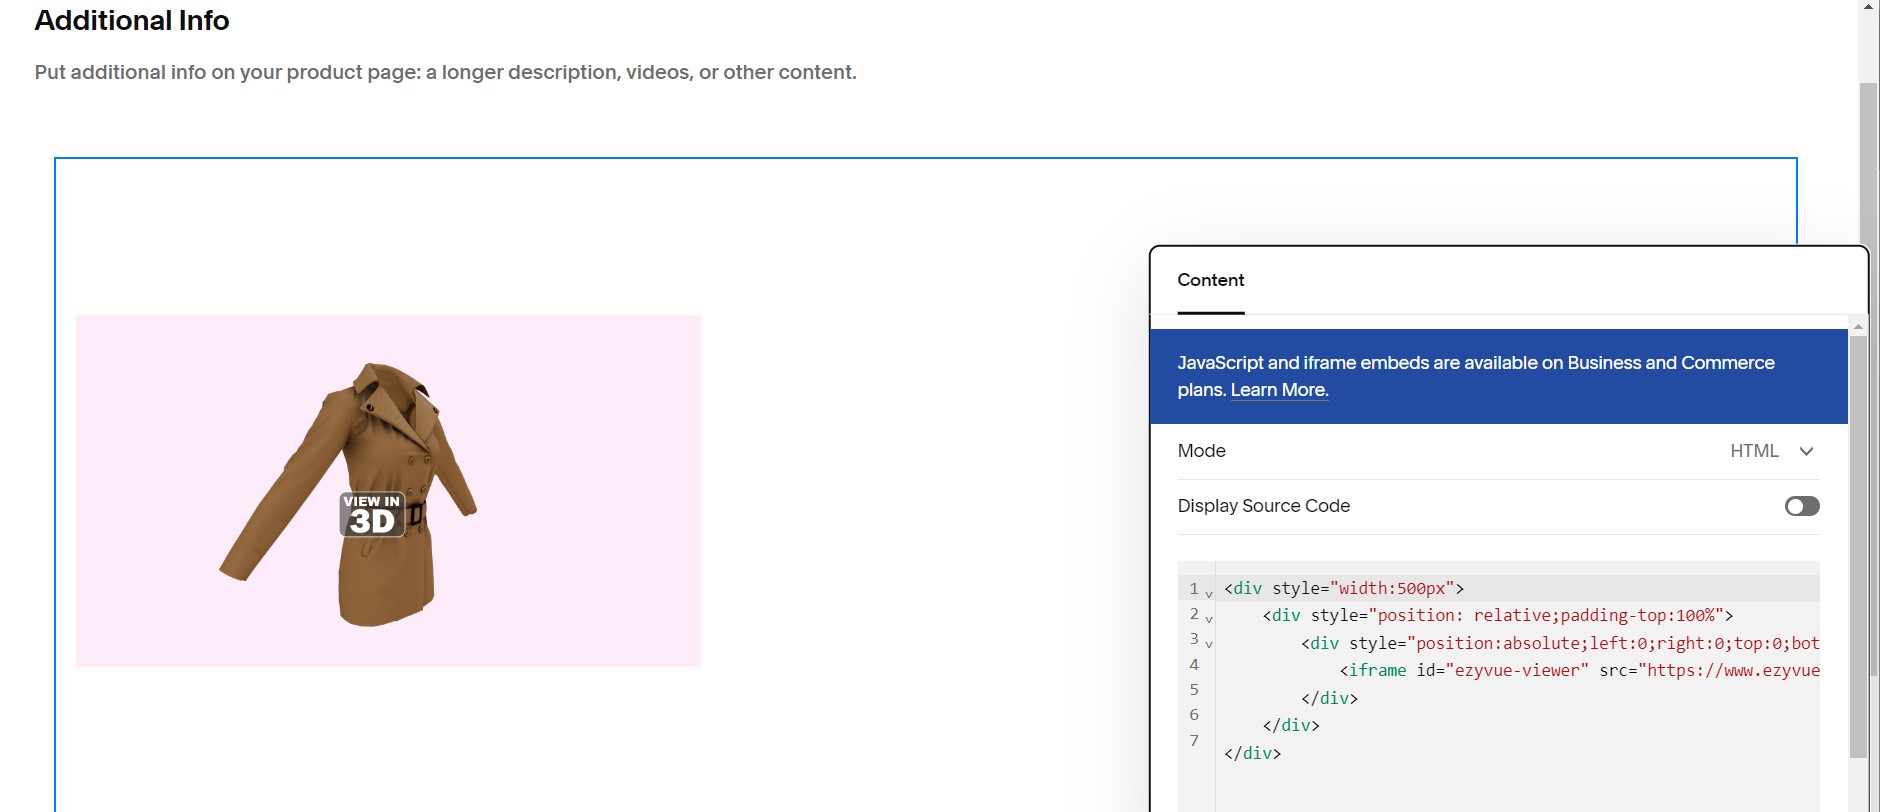 Additional Info
Put additional info on your product page: a longer description, videos, or other content.
VIEW IN
3D
Content
JavaScript and iframe embeds are available on Business and Commerce
plans. Learn More.
Mode HTML
Display Source Code
1 <div style="width:500px">
2 <div style="position: relative;padding-top:100%">
3 <div style="position:absolute;left:0;right:0;top:0;bot
4 <iframe id="ezyvue-viewer" src="https://www.ezyvue
5 </div>
6 </div>
7 </div>